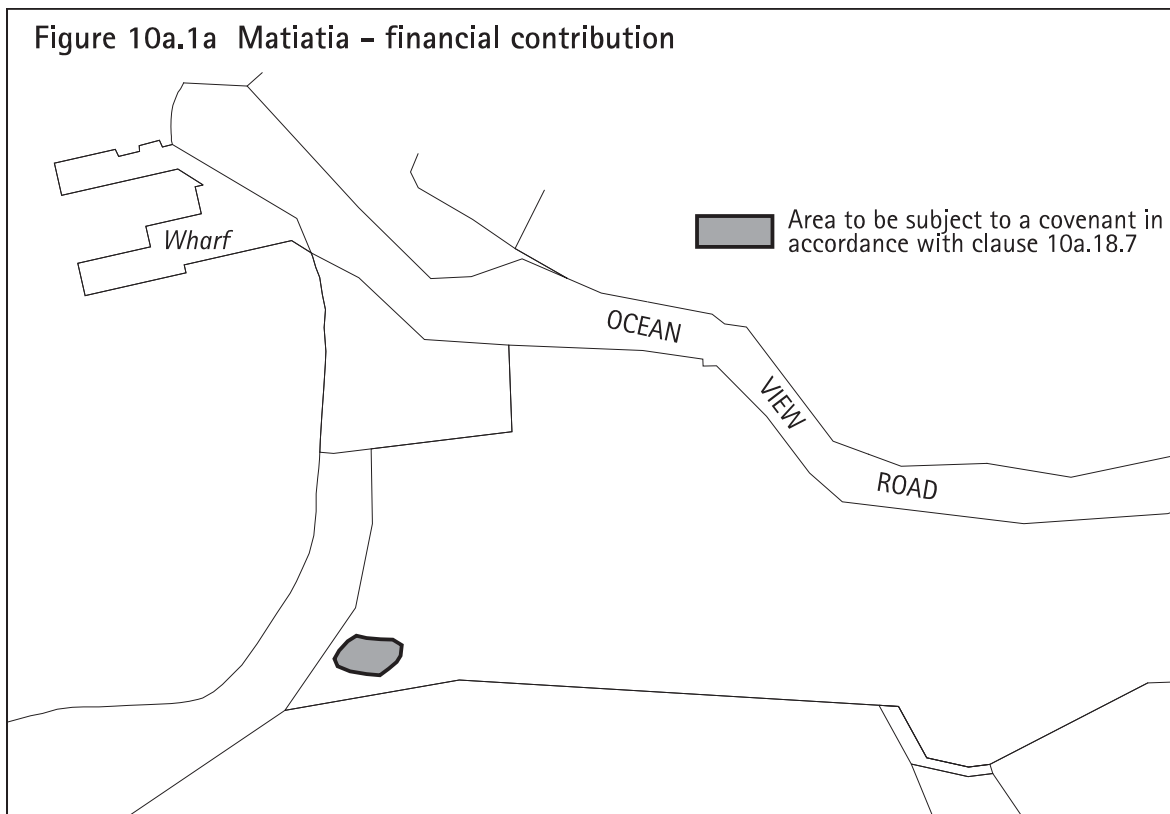 Figure 10a.1a Matiatia – financial contribution
Area to be subject to a covenant in
accordance with clause 10a.18.7
Wharf
OCEAN
VIEW
ROAD